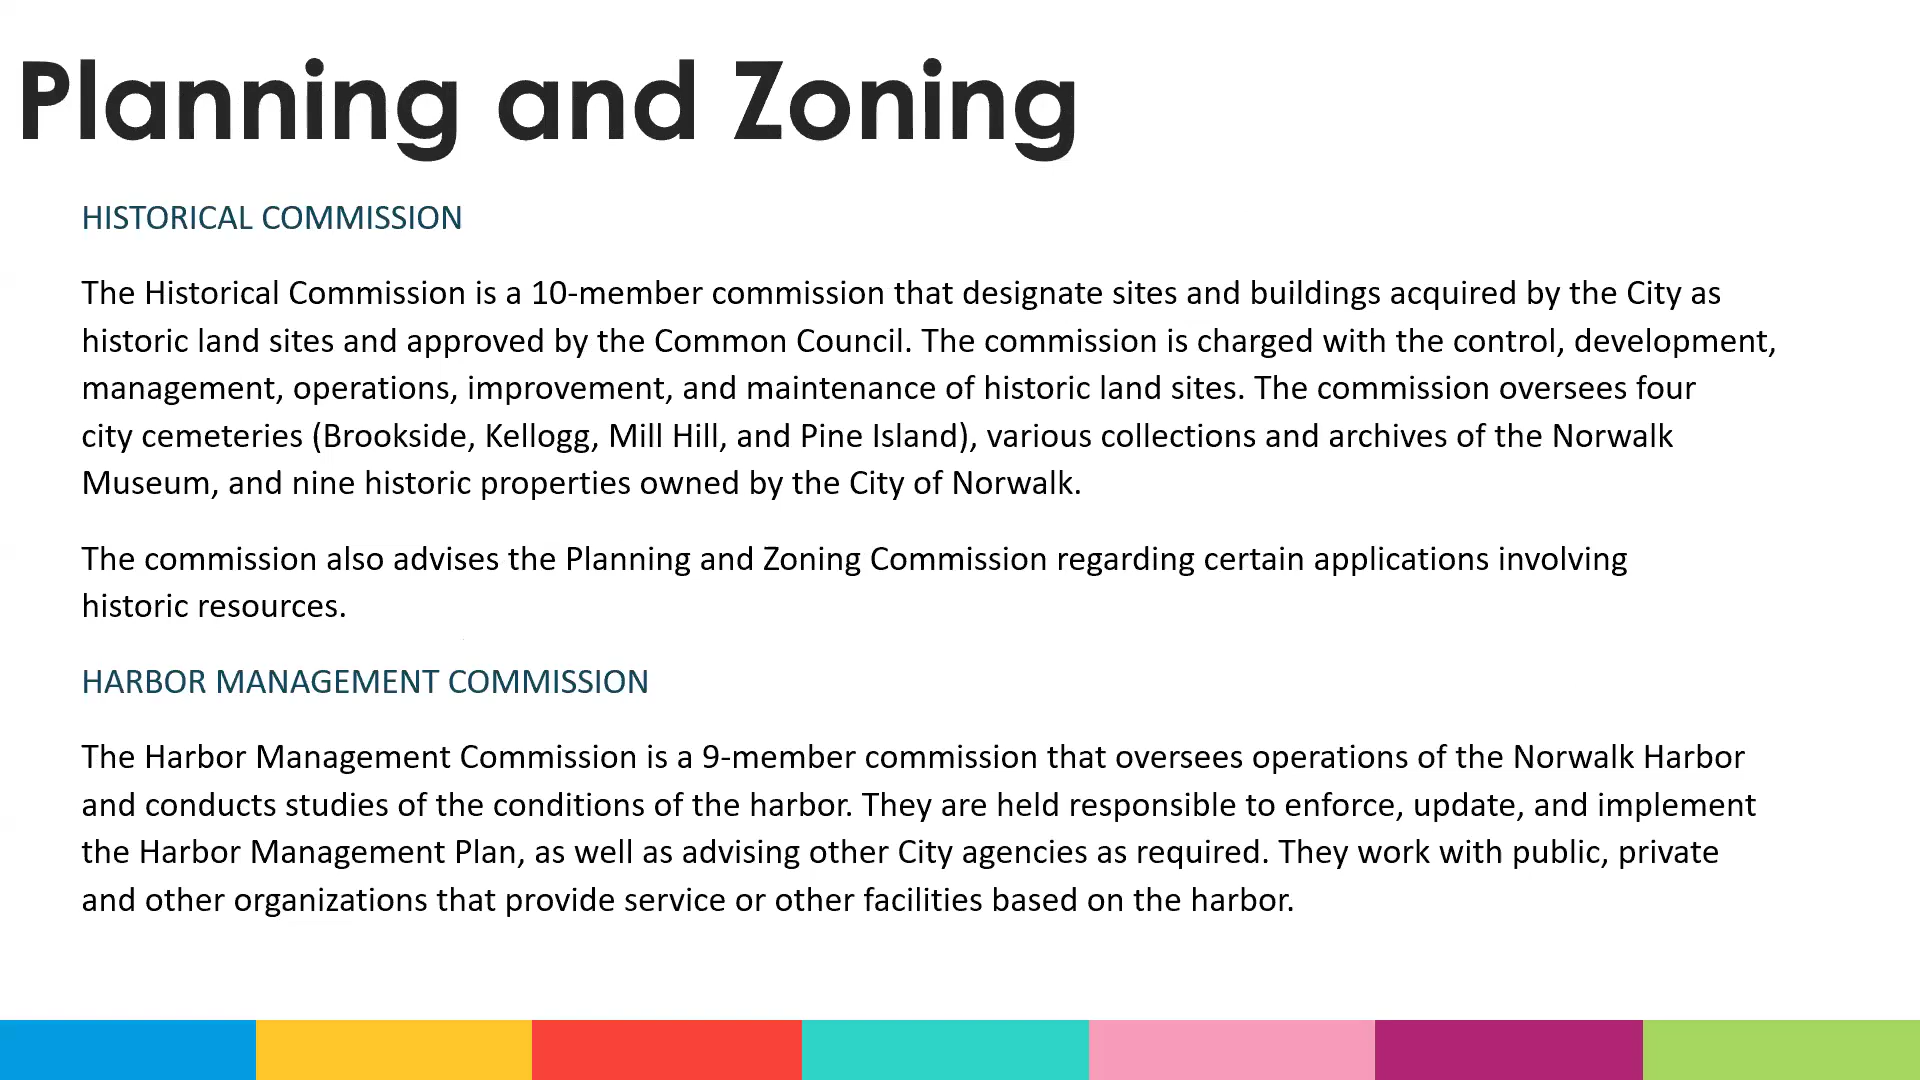 Planning and Zoning
HISTORICAL COMMISSION
The Historical Commission is a 10-member commission that designate sites and buildings acquired by the City as
historic land sites and approved by the Common Council. The commission is charged with the control, development,
management, operations, improvement, and maintenance of historic land sites. The commission oversees four
city cemeteries (Brookside, Kellogg, Mill Hill, and Pine Island), various collections and archives of the Norwalk
Museum, and nine historic properties owned by the City of Norwalk.
The commission also advises the Planning and Zoning Commission regarding certain applications involving
historic resources.
HARBOR MANAGEMENT COMMISSION
The Harbor Management Commission is a 9-member commission that oversees operations of the Norwalk Harbor
and conducts studies of the conditions of the harbor. They are held responsible to enforce, update, and implement
the Harbor Management Plan, as well as advising other City agencies as required. They work with public, private
and other organizations that provide service or other facilities based on the harbor.